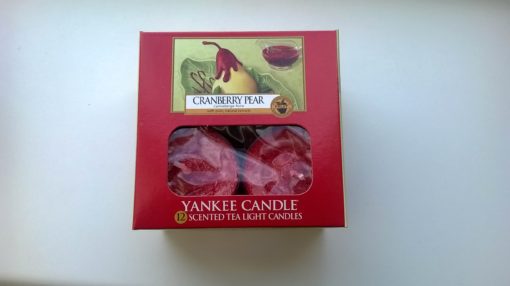 CRANBERRY PEAR
YANKEE CANDLE
12 SCENTED TEA LIGHT CANDLES